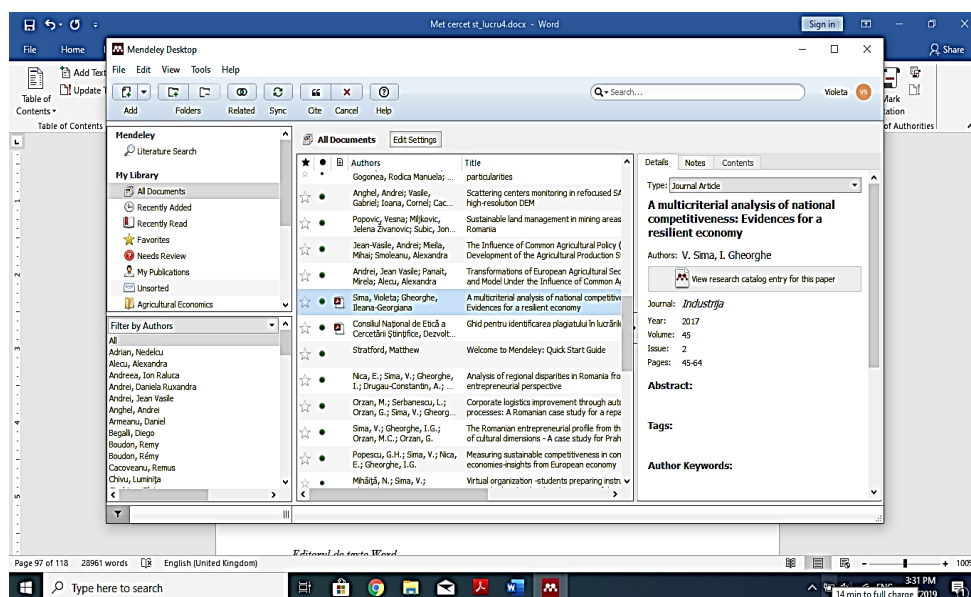 Met cercet st_lucru4.docx - Word
Sign in
File Home
Share
Mendeley Desktop
File Edit View Tools Help
Add Folders Related Sync Cite Cancel Help
Search...
Violeta VS
Table of Contents
Add Text
Update T
Table of Contents
Mark
of Authorities
Mendeley
Literature Search
My Library
All Documents
Recently Added
Recently Read
Favorites
Needs Review
My Publications
Unsorted
Agricultural Economics
Filter by Authors
All
Adrian, Nedelcu
Alecu, Alexandra
Andreea, Ion Raluca
Andrei, Daniela Ruxandra
Andrei, Jean Vasile
Anghel, Andrei
Armeanu, Daniel
Begalli, Diego
Boudon, Remy
Boudon, Rémy
Cacoveanu, Remus
Chivu, Luminița
All Documents Edit Settings
Authors Title
Gogonea, Rodica Manuela; ... particularities
Anghel, Andrei; Vasile, Scattering centers monitoring in refocused SA
Gabriel; Ioana, Cornel; Cac... high-resolution DEM
Popovic, Vesna; Miljkovic, Sustainable land management in mining areas
Jelena Živanovic; Subic, Jon... Romania
Jean-Vasile, Andrei; Mieila, The Influence of Common Agricultural Policy (
Mihai; Smoleanu, Alexandra Development of the Agricultural Production S
Andrei, Jean Vasile; Panait, Transformations of European Agricultural Sec
Mirela; Alecu, Alexandra and Model Under the Influence of Common A
Sima, Violeta; Gheorghe, A multicriterial analysis of national competitive
Ileana-Georgiana Evidences for a resilient economy
Consiliul Național de Etică a Ghid pentru identificarea plagiatului în lucrăril
Cercetării Științifice, Dezvolt...
Stratford, Matthew Welcome to Mendeley: Quick Start Guide
Nica, E.; Sima, V.; Gheorghe, Analysis of regional disparities in Romania fro
I.; Drugau-Constantin, A.; ... entrepreneurial perspective
Orzan, M.; Serbanescu, L.; Corporate logistics improvement through aut
Orzan, G.; Sima, V.; Gheorg... processes: A Romanian case study for a repa
Sima, V.; Gheorghe, I.G.; The Romanian entrepreneurial profile from th
Orzan, M.C.; Orzan, G. of cultural dimensions - A case study for Prah
Popescu, G.H.; Sima, V.; Nica, Measuring sustainable competitiveness in con
E.; Gheorghe, I.G. economies-insights from European economy
Mihăiță, N.; Sima, V.; Virtual organization -students preparing instru
Details Notes Contents
Type: Journal Article
A multicriterial analysis of national
competitiveness: Evidences for a
resilient economy
Authors: V. Sima, I. Gheorghe
View research catalog entry for this paper
Journal: Industrija
Year: 2017
Volume: 45
Issue: 2
Pages: 45-64
Abstract:
Tags:
Author Keywords:
Editorul de texte Word
Page 97 of 118 28961 words English (United Kingdom)
100%
Type here to search
3:31 PM
14 min to full charge
2019